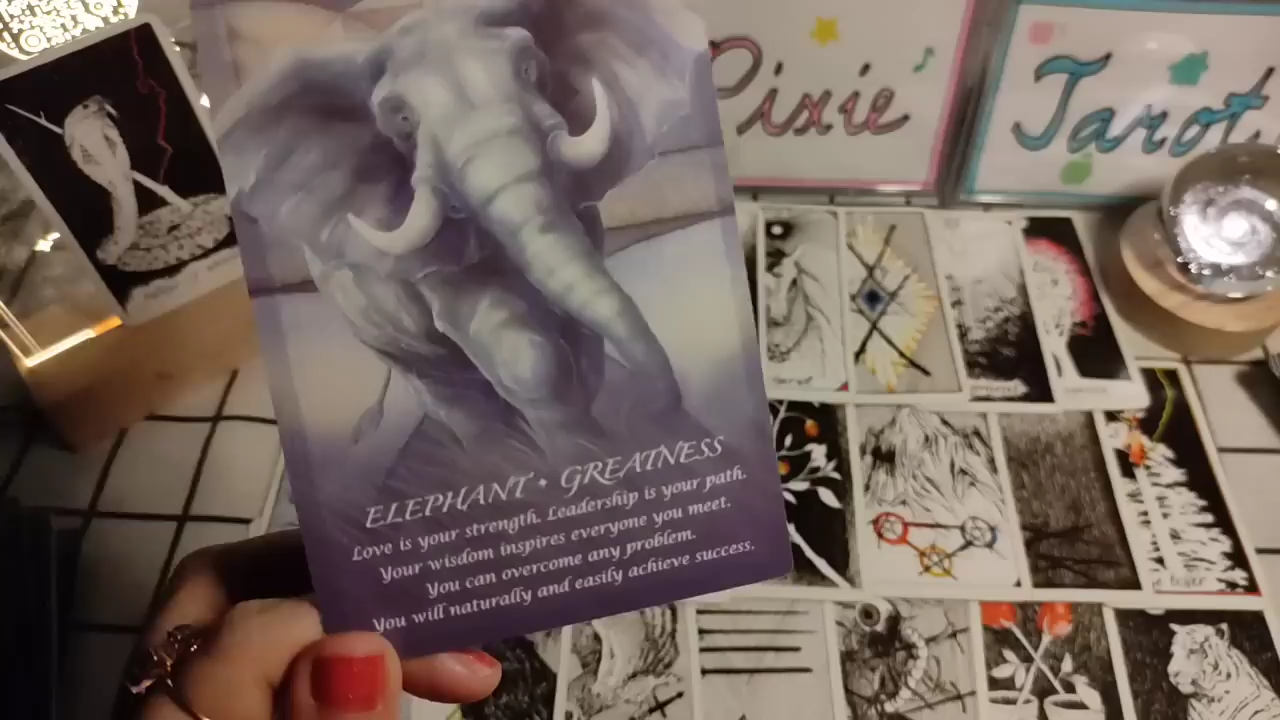 Pixie
Tarot
ELEPHANT • GREATNESS
Love is your strength. Leadership is your path.
Your wisdom inspires everyone you meet.
You can overcome any problem.
You will naturally and easily achieve success.